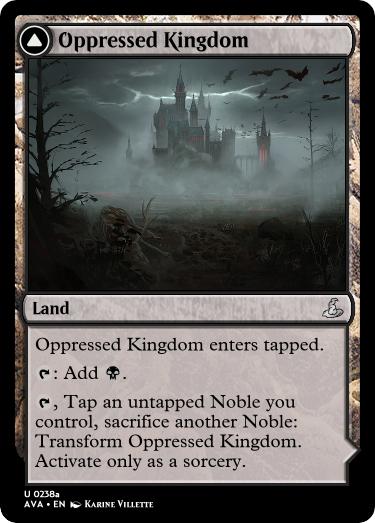 Oppressed Kingdom
Land
Oppressed Kingdom enters tapped.
: Add .
, Tap an untapped Noble you
control, sacrifice another Noble:
Transform Oppressed Kingdom.
Activate only as a sorcery.
U 0238a
AVA • EN Karine Villette